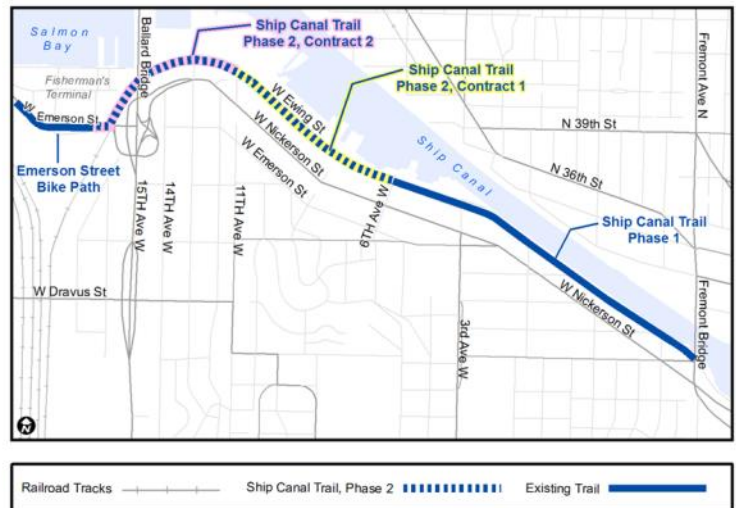 Salmon
Bay
Ballard Bridge
Ship Canal Trail
Phase 2, Contract 2
Fremont Ave N
Fisherman's
Terminal
Ship Canal Trail
Phase 2, Contract 1
W Emerson St
W Ewing St
N 39th St
W Nickerson St
Ship Canal
W Emerson St
N 36th St
Emerson Street
Bike Path
15TH Ave W
14TH Ave W
11TH Ave W
6TH Ave W
Ship Canal Trail
Phase 1
W Dravus St
W Nickerson St
3rd Ave W
Fremont Bridge
N
Railroad Tracks
Ship Canal Trail, Phase 2
Existing Trail